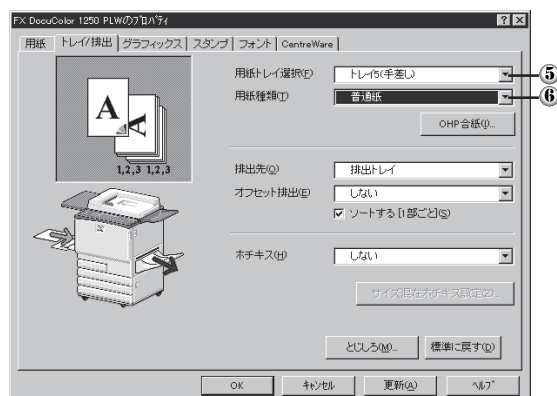 FX DocuColor 1250 PLWのプロパティ
用紙 トレイ/排出 グラフィックス スタンプ フォント CentreWare
用紙トレイ選択(F) トレイ5(手差し) ⑤
用紙種類(T) 普通紙 ⑥
OHP合紙(I)...
A
A
1,2,3 1,2,3
排出先(O) 排出トレイ
オフセット排出(E) しない
ソートする[1部ごと](S)
ホチキス(H) しない
サイズ混在ホチキス設定(Z)...
とじしろ(M)... 標準に戻す(D)
OK キャンセル 更新(A) ヘルプ